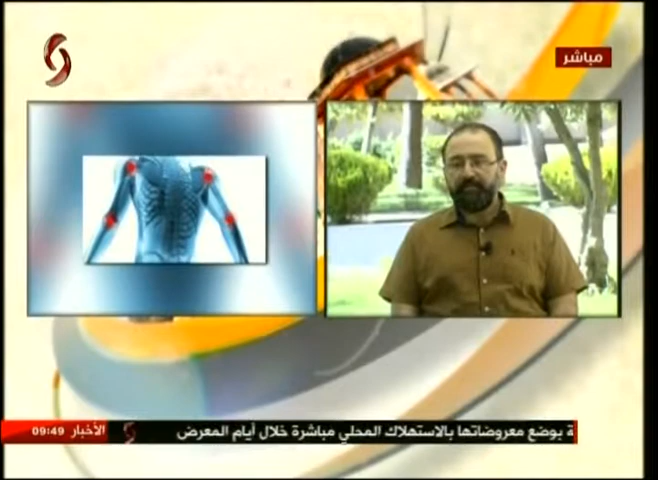 مباشر
ة بوضع معروضاتها بالاستهلاك المحلي مباشرة خلال أيام المعرض
الأخبار 09:49